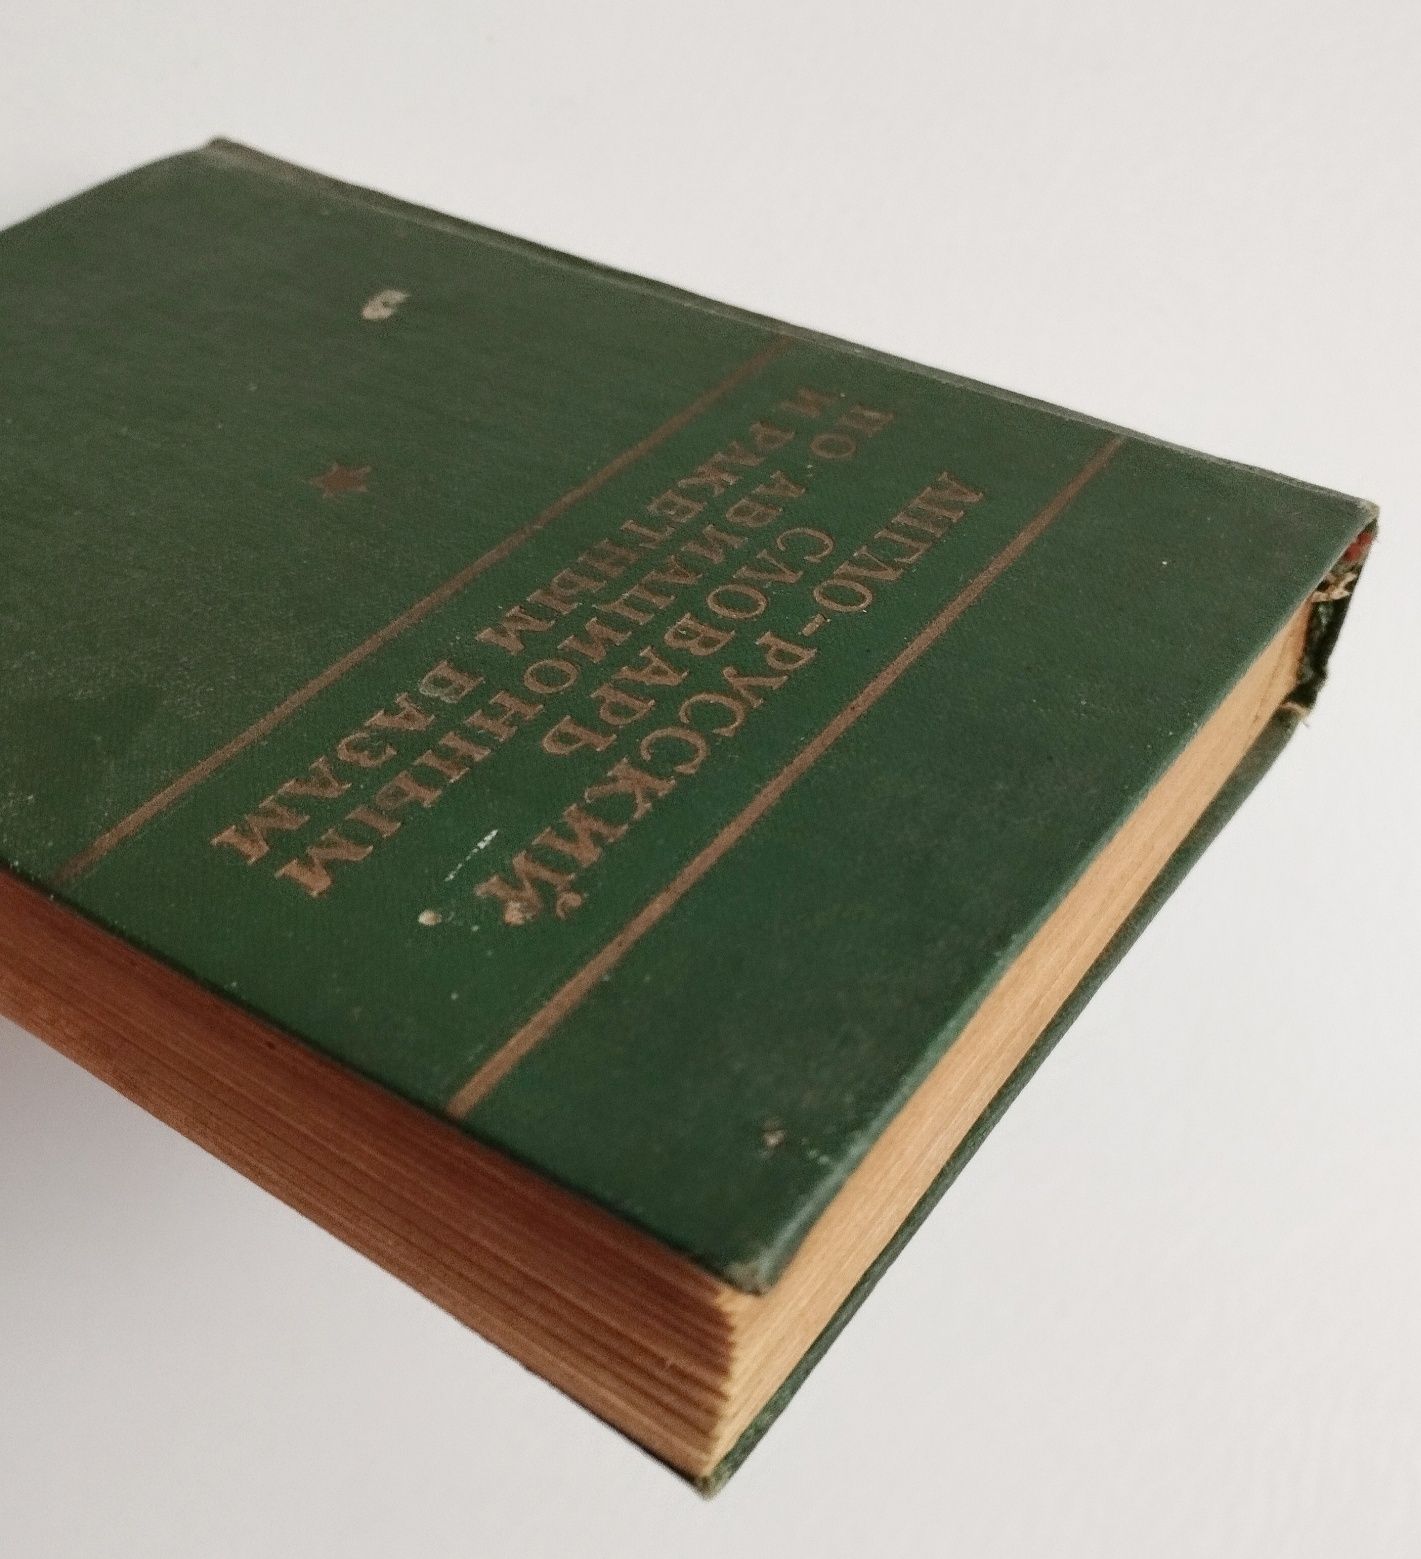 АНГЛО-РУССКИЙ
СЛОВАРЬ
ПО АВИАЦИОННЫМ
И РАКЕТНЫМ БАЗАМ